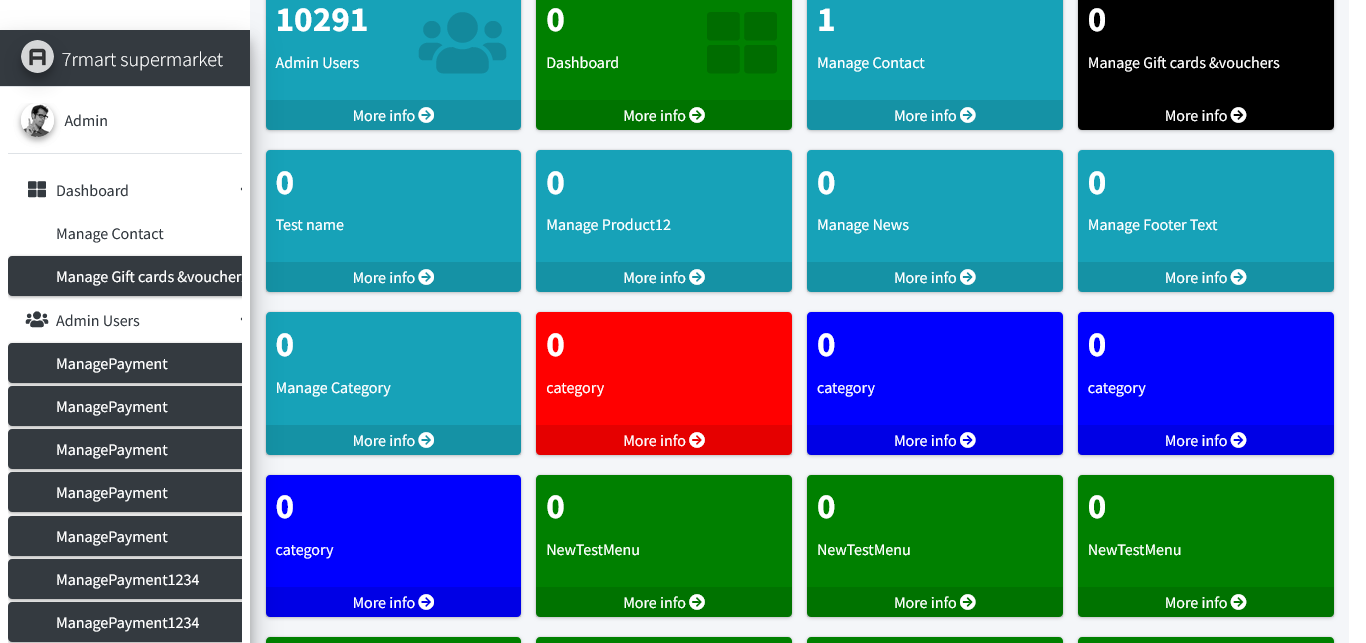 7rmart supermarket
Admin
Dashboard
Manage Contact
Manage Gift cards &voucher
Admin Users
ManagePayment
ManagePayment
ManagePayment
ManagePayment
ManagePayment
ManagePayment1234
ManagePayment1234
10291
Admin Users
More info
0
Dashboard
More info
1
Manage Contact
More info
0
Manage Gift cards &vouchers
More info
0
Test name
More info
0
Manage Product12
More info
0
Manage News
More info
0
Manage Footer Text
More info
0
Manage Category
More info
0
category
More info
0
category
More info
0
category
More info
0
category
More info
0
NewTestMenu
More info
0
NewTestMenu
More info
0
NewTestMenu
More info